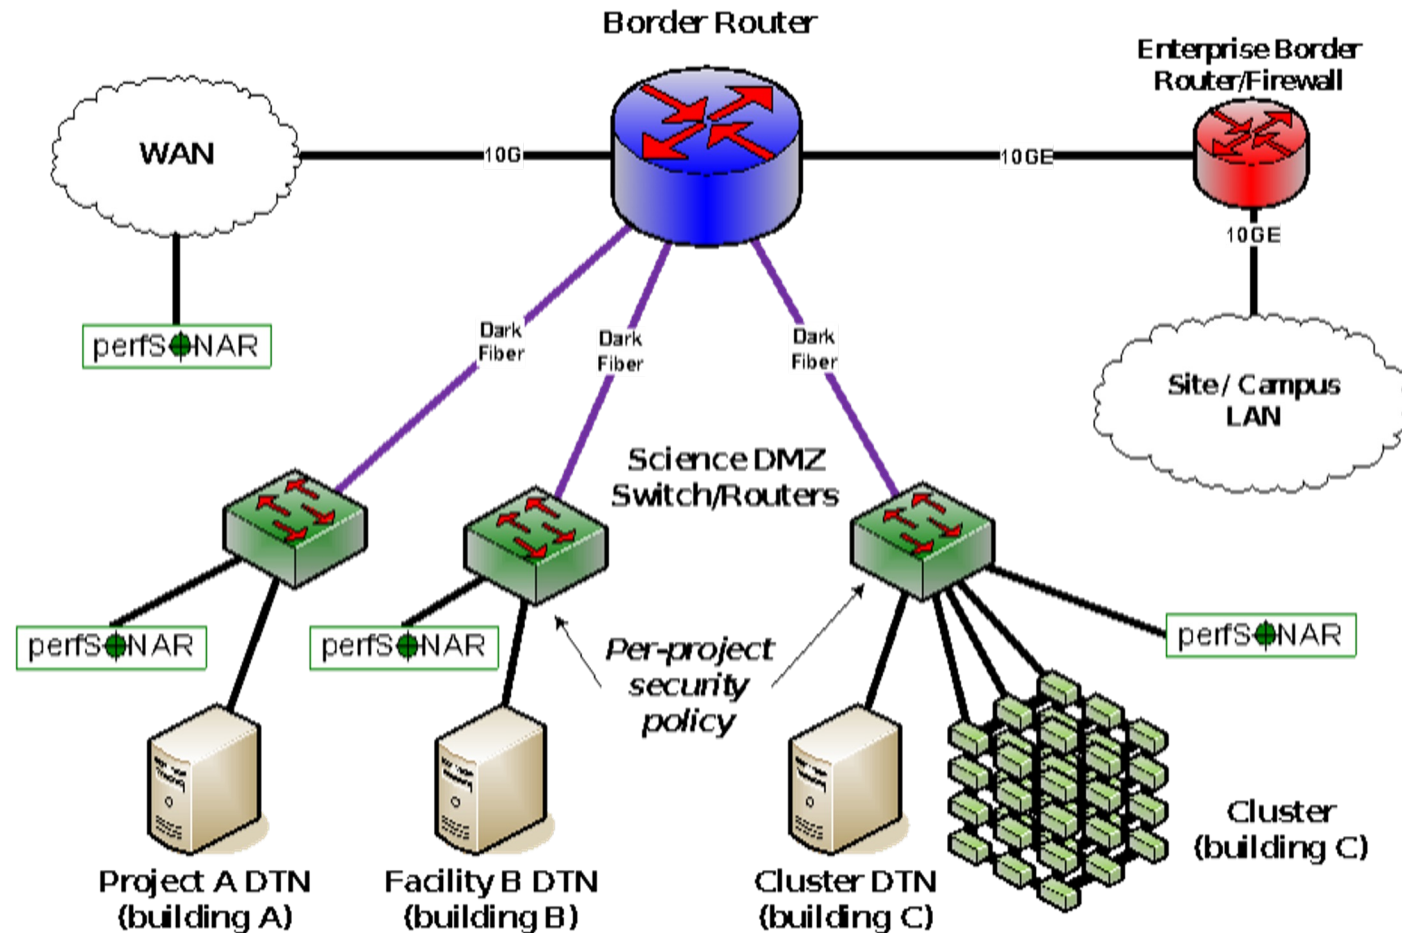 Border Router
Enterprise Border
Router/Firewall
WAN
10G
10GE
10GE
perfSONAR
Dark
Fiber
Dark
Fiber
Dark
Fiber
Site / Campus
LAN
Science DMZ
Switch/Routers
perfSONAR
perfSONAR
Per-project
security
policy
perfSONAR
Project A DTN
(building A)
Facility B DTN
(building B)
Cluster DTN
(building C)
Cluster
(building C)